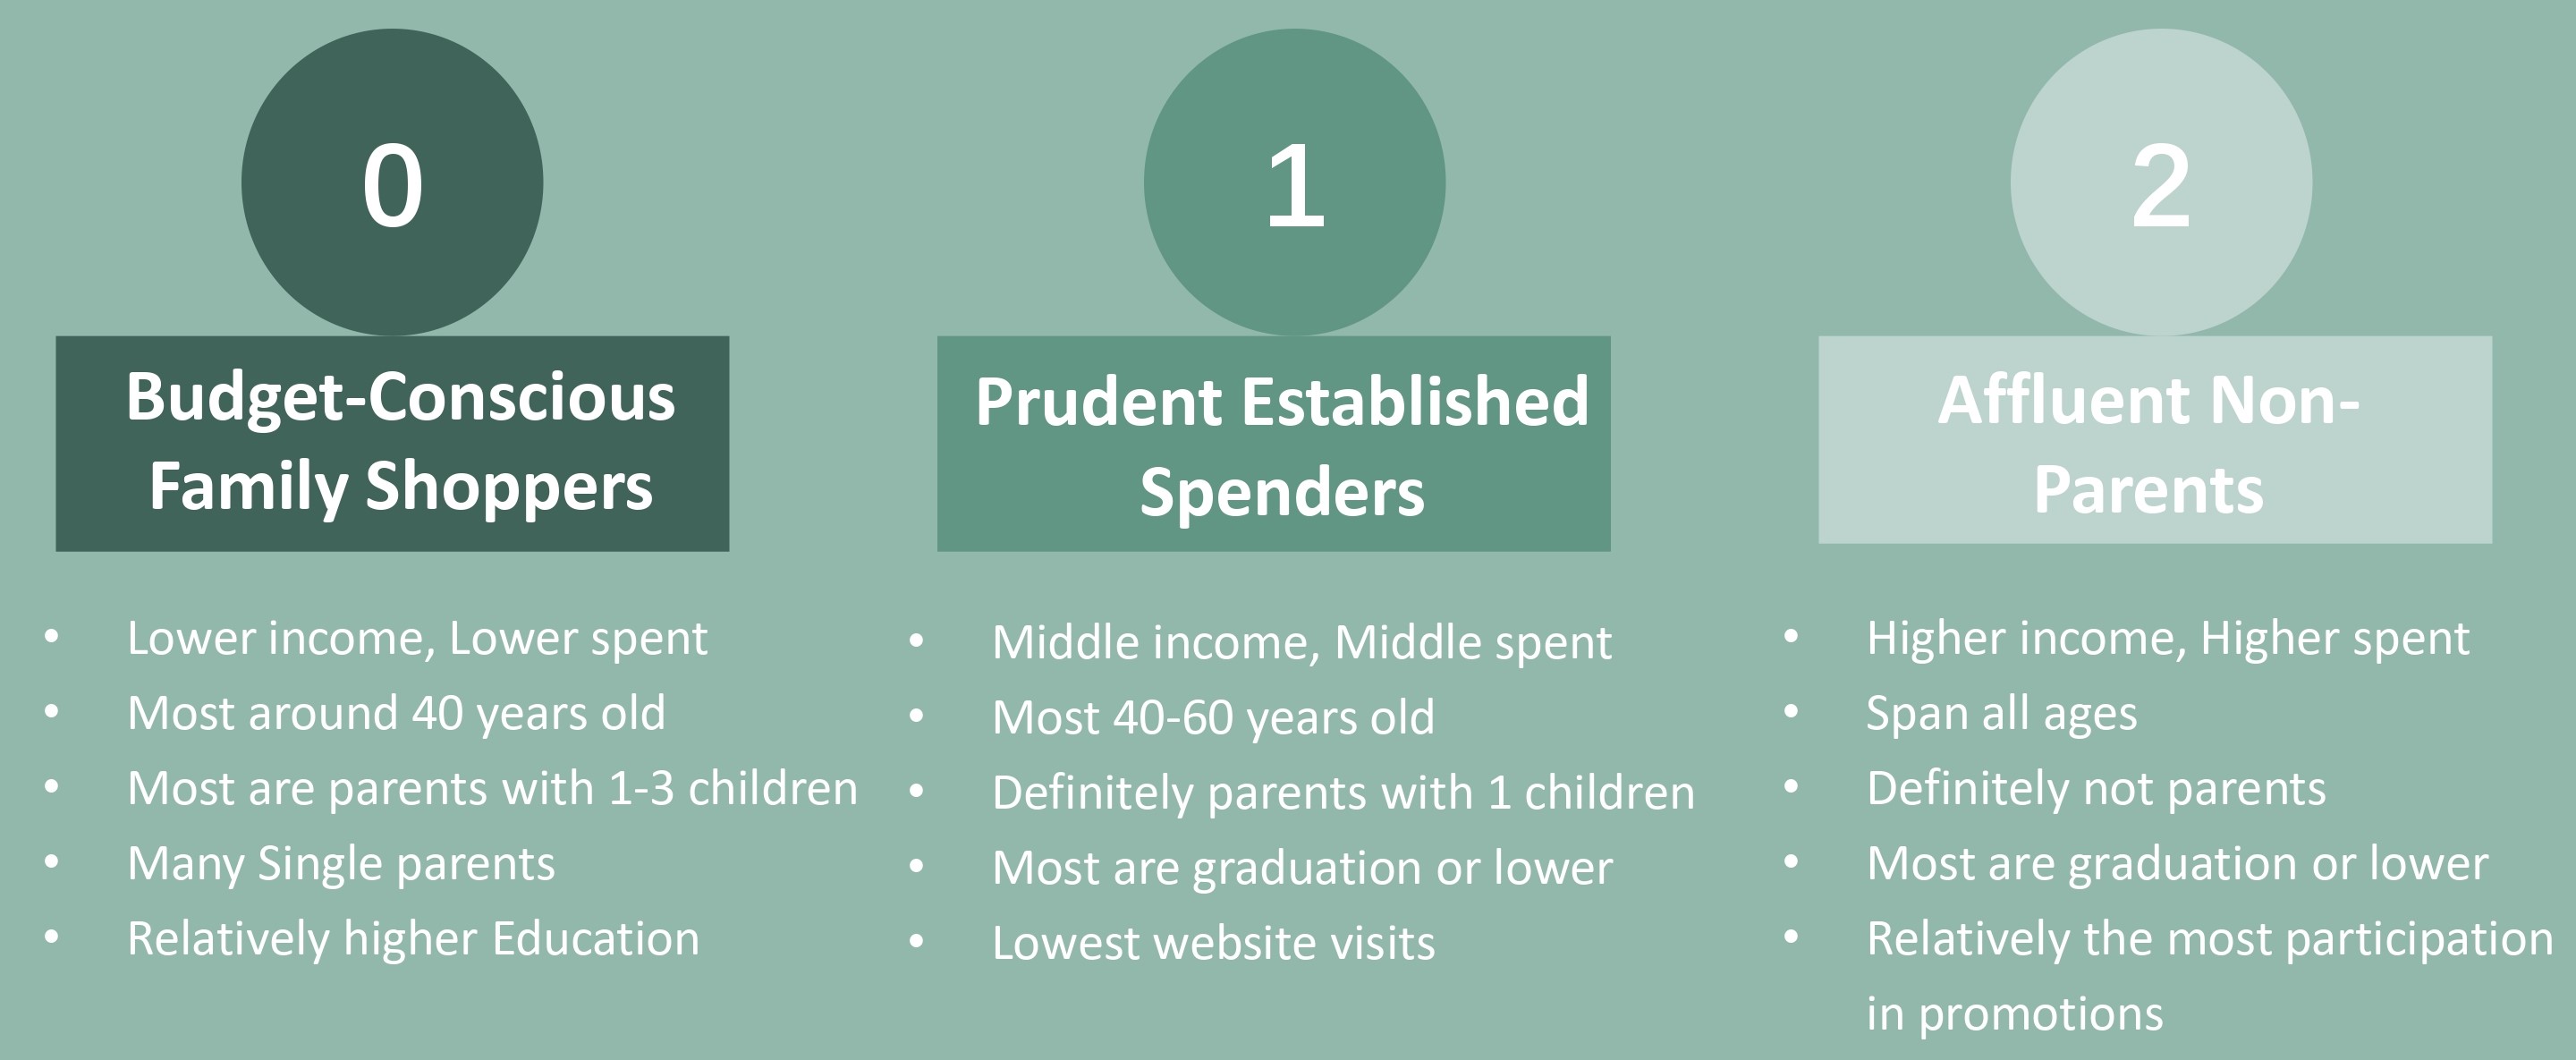 0
Budget-Conscious
Family Shoppers
• Lower income, Lower spent
• Most around 40 years old
• Most are parents with 1-3 children
• Many Single parents
• Relatively higher Education
1
Prudent Established
Spenders
• Middle income, Middle spent
• Most 40-60 years old
• Definitely parents with 1 children
• Most are graduation or lower
• Lowest website visits
2
Affluent Non-
Parents
• Higher income, Higher spent
• Span all ages
• Definitely not parents
• Most are graduation or lower
• Relatively the most participation
in promotions